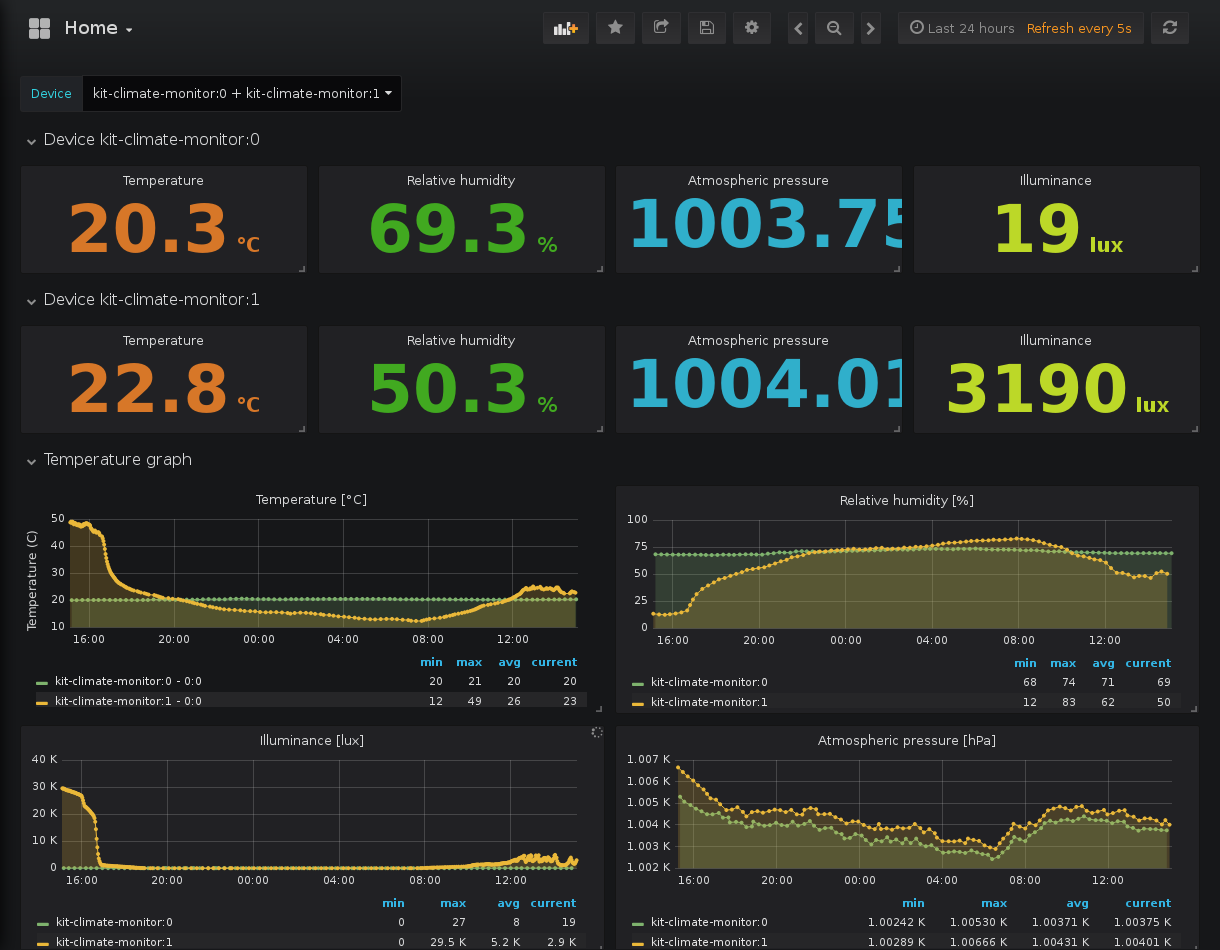 Home
Last 24 hours Refresh every 5s
Device kit-climate-monitor:0 + kit-climate-monitor:1
Device kit-climate-monitor:0
Temperature Relative humidity Atmospheric pressure Illuminance
20.3 °C 69.3 % 1003.75 19 lux
Device kit-climate-monitor:1
Temperature Relative humidity Atmospheric pressure Illuminance
22.8 °C 50.3 % 1004.01 3190 lux
Temperature graph
Temperature [°C]
Temperature (C)
50
40
30
20
10
16:00 20:00 00:00 04:00 08:00 12:00
min max avg current
kit-climate-monitor:0 - 0:0 20 21 20 20
kit-climate-monitor:1 - 0:0 12 49 26 23
Relative humidity [%]
100
75
50
25
0
16:00 20:00 00:00 04:00 08:00 12:00
min max avg current
kit-climate-monitor:0 68 74 71 69
kit-climate-monitor:1 12 83 62 50
Illuminance [lux]
40 K
30 K
20 K
10 K
0
16:00 20:00 00:00 04:00 08:00 12:00
min max avg current
kit-climate-monitor:0 0 27 8 19
kit-climate-monitor:1 0 29.5 K 5.2 K 2.9 K
Atmospheric pressure [hPa]
1.007 K
1.006 K
1.005 K
1.004 K
1.003 K
1.002 K
16:00 20:00 00:00 04:00 08:00 12:00
min max avg current
kit-climate-monitor:0 1.00242 K 1.00530 K 1.00371 K 1.00375 K
kit-climate-monitor:1 1.00289 K 1.00666 K 1.00431 K 1.00401 K